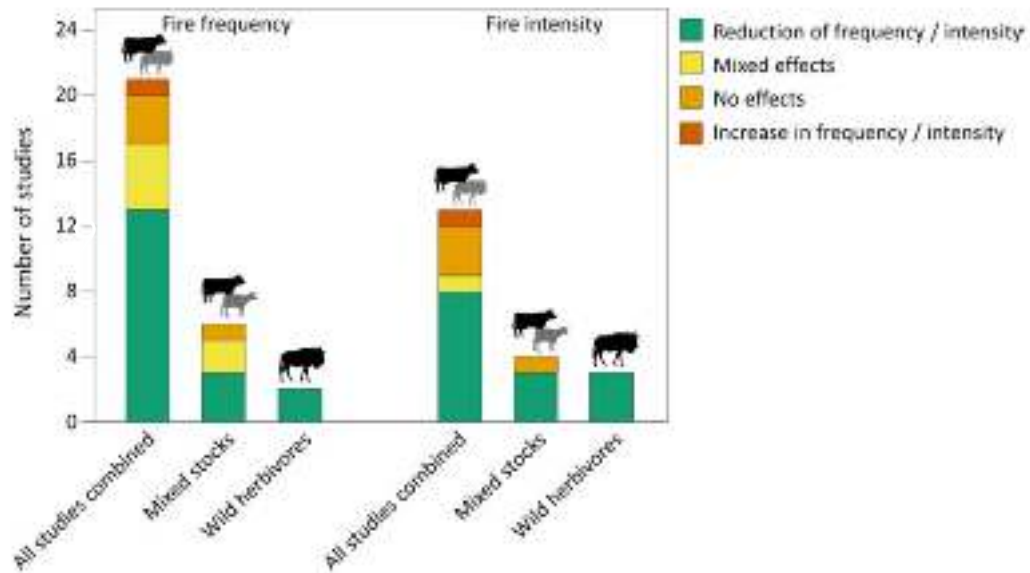 Fire frequency
Fire intensity
Reduction of frequency / intensity
Mixed effects
No effects
Increase in frequency / intensity
Number of studies
24
20
16
12
8
4
0
All studies combined
Mixed stocks
Wild herbivores
All studies combined
Mixed stocks
Wild herbivores